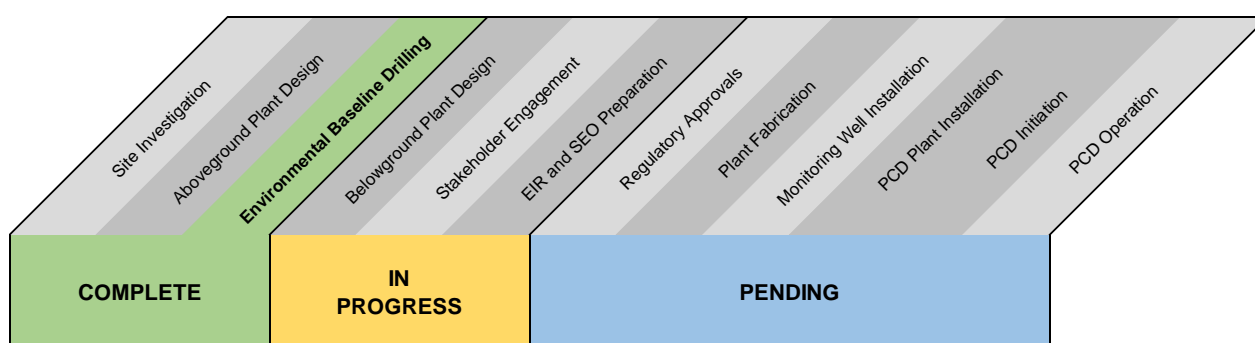 Site Investigation
Aboveground Plant Design
Environmental Baseline Drilling
Belowground Plant Design
Stakeholder Engagement
EIR and SEO Preparation
Regulatory Approvals
Plant Fabrication
Monitoring Well Installation
PCD Plant Installation
PCD Initiation
PCD Operation
COMPLETE
IN
PROGRESS
PENDING